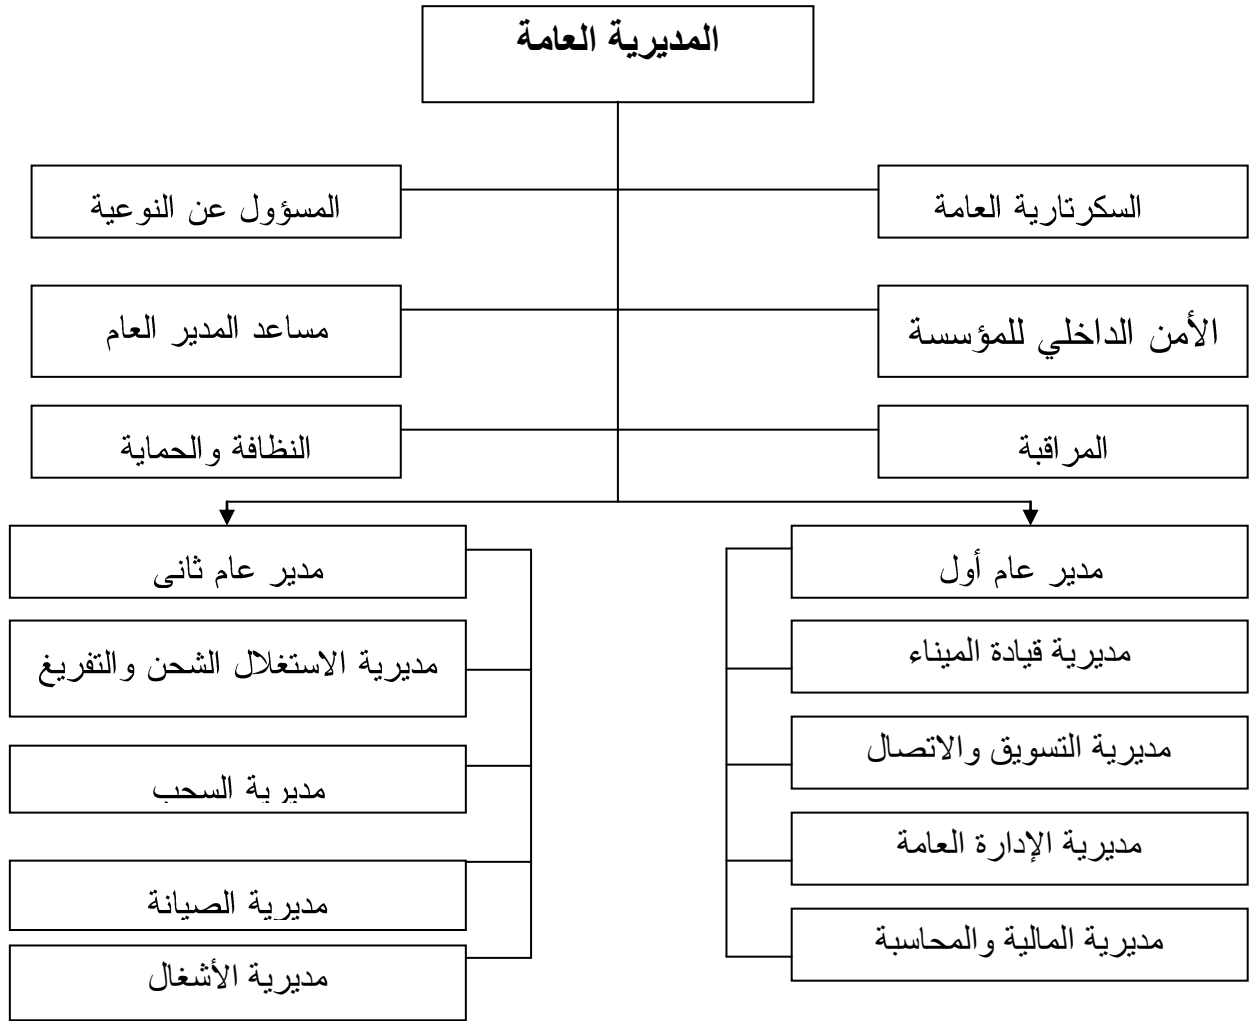 المديرية العامة
السكرتارية العامة
المسؤول عن النوعية
الأمن الداخلي للمؤسسة
مساعد المدير العام
المراقبة
النظافة والحماية
مدير عام أول
مديرية قيادة الميناء
مديرية التسويق والاتصال
مديرية الإدارة العامة
مديرية المالية والمحاسبة
مدير عام ثانى
مديرية الاستغلال الشحن والتفريغ
مديرية السحب
مديرية الصيانة
مديرية الأشغال